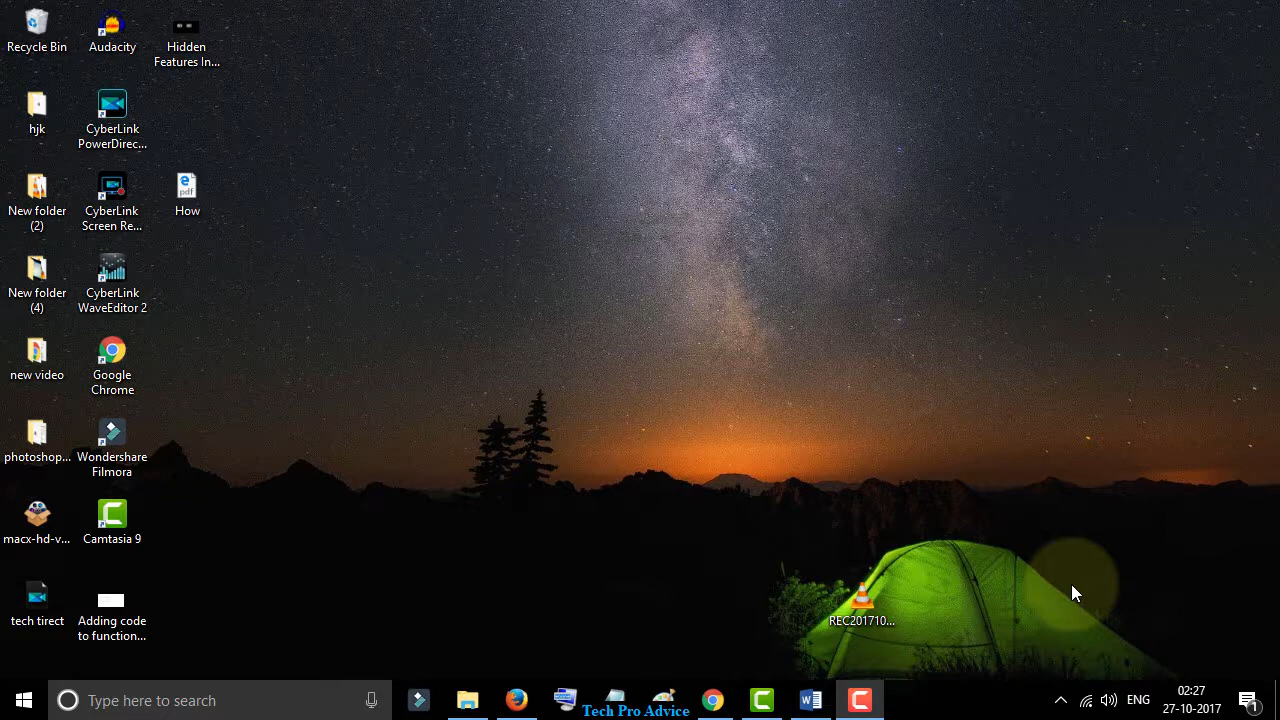 Recycle Bin
Audacity
Hidden
Features In...
hjk
CyberLink
PowerDirec...
New folder
(2)
CyberLink
Screen Re...
pdf
How
New folder
(4)
CyberLink
WaveEditor 2
new video
Google
Chrome
photoshop...
Wondershare
Filmora
macx-hd-v...
Camtasia 9
tech tirect
Adding code
to function...
REC201710...
Type here to search
Tech Pro Advice
ENG
02:27
27-10-2017
1